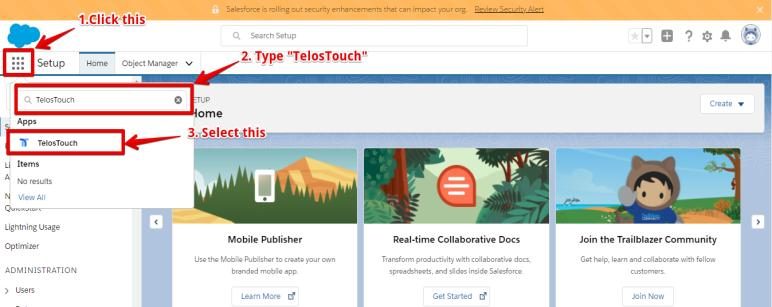 Salesforce is rolling out security enhancements that can impact your org. Review Security Alert
1.Click this
Search Setup
Setup
Home
Object Manager
2. Type "TelosTouch"
TelosTouch
SETUP
Home
Create
Apps
3. Select this
TelosTouch
Items
No results
View All
Quickstart
Lightning Usage
Optimizer
ADMINISTRATION
Users
Mobile Publisher
Use the Mobile Publisher to create your own
branded mobile app.
Learn More
Real-time Collaborative Docs
Transform productivity with collaborative docs,
spreadsheets, and slides inside Salesforce.
Get Started
Join the Trailblazer Community
Get help, learn and collaborate with fellow
customers.
Join Now